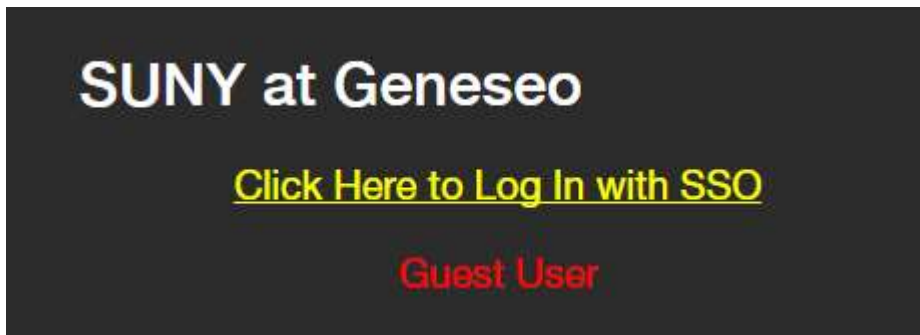 SUNY at Geneseo
Click Here to Log In with SSO
Guest User